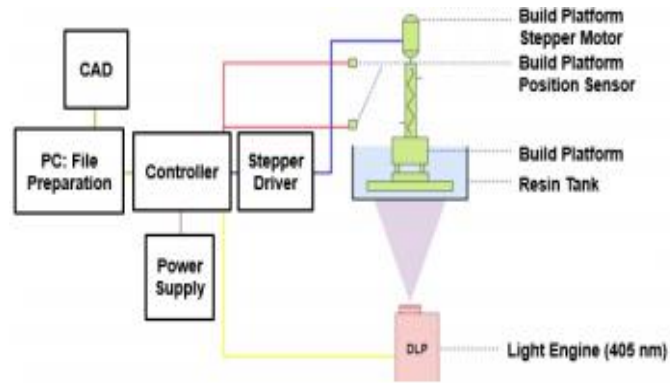 Build Platform
Stepper Motor
Build Platform
Position Sensor
CAD
PC: File
Preparation
Controller
Stepper
Driver
Build Platform
Resin Tank
Power
Supply
DLP
Light Engine (405 nm)